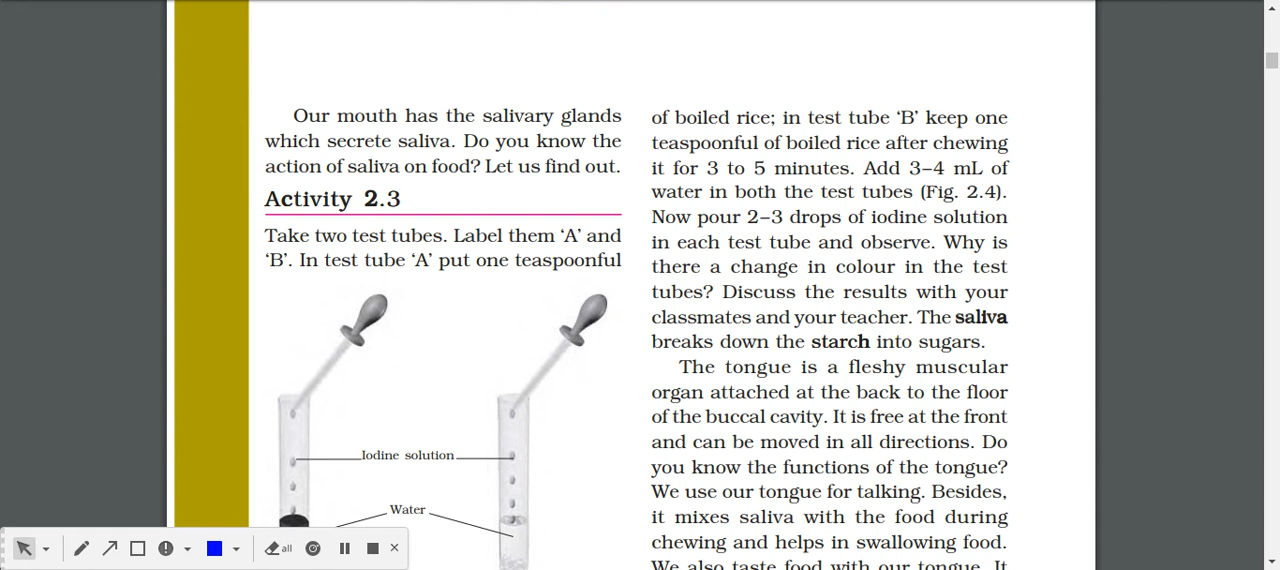 Our mouth has the salivary glands
which secrete saliva. Do you know the
action of saliva on food? Let us find out.
Activity 2.3
Take two test tubes. Label them ‘A’ and
‘B’. In test tube ‘A’ put one teaspoonful
Iodine solution
Water
of boiled rice; in test tube ‘B’ keep one
teaspoonful of boiled rice after chewing
it for 3 to 5 minutes. Add 3–4 mL of
water in both the test tubes (Fig. 2.4).
Now pour 2–3 drops of iodine solution
in each test tube and observe. Why is
there a change in colour in the test
tubes? Discuss the results with your
classmates and your teacher. The saliva
breaks down the starch into sugars.
The tongue is a fleshy muscular
organ attached at the back to the floor
of the buccal cavity. It is free at the front
and can be moved in all directions. Do
you know the functions of the tongue?
We use our tongue for talking. Besides,
it mixes saliva with the food during
chewing and helps in swallowing food.
We also taste food with our tongue. It
all